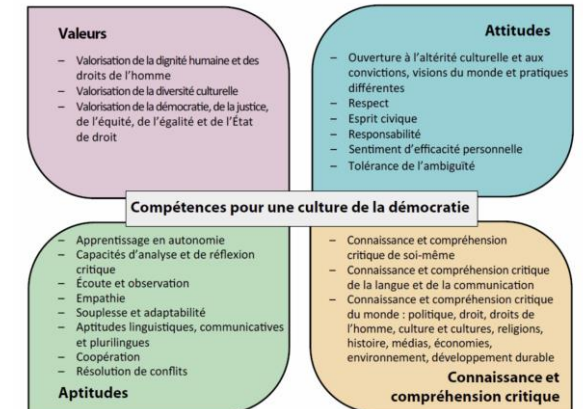 Valeurs
– Valorisation de la dignité humaine et des
droits de l'homme
– Valorisation de la diversité culturelle
– Valorisation de la démocratie, de la justice,
de l'équité, de l'égalité et de l'État
de droit
Attitudes
– Ouverture à l'altérité culturelle et aux
convictions, visions du monde et pratiques
différentes
– Respect
– Esprit civique
– Responsabilité
– Sentiment d'efficacité personnelle
– Tolérance de l'ambiguïté
Compétences pour une culture de la démocratie
– Apprentissage en autonomie
– Capacités d'analyse et de réflexion
critique
– Écoute et observation
– Empathie
– Souplesse et adaptabilité
– Aptitudes linguistiques, communicatives
et plurilingues
– Coopération
– Résolution de conflits
Aptitudes
– Connaissance et compréhension
critique de soi-même
– Connaissance et compréhension critique
de la langue et de la communication
– Connaissance et compréhension critique
du monde : politique, droit, droits de
l'homme, culture et cultures, religions,
histoire, médias, économies,
environnement, développement durable
Connaissance et
compréhension critique